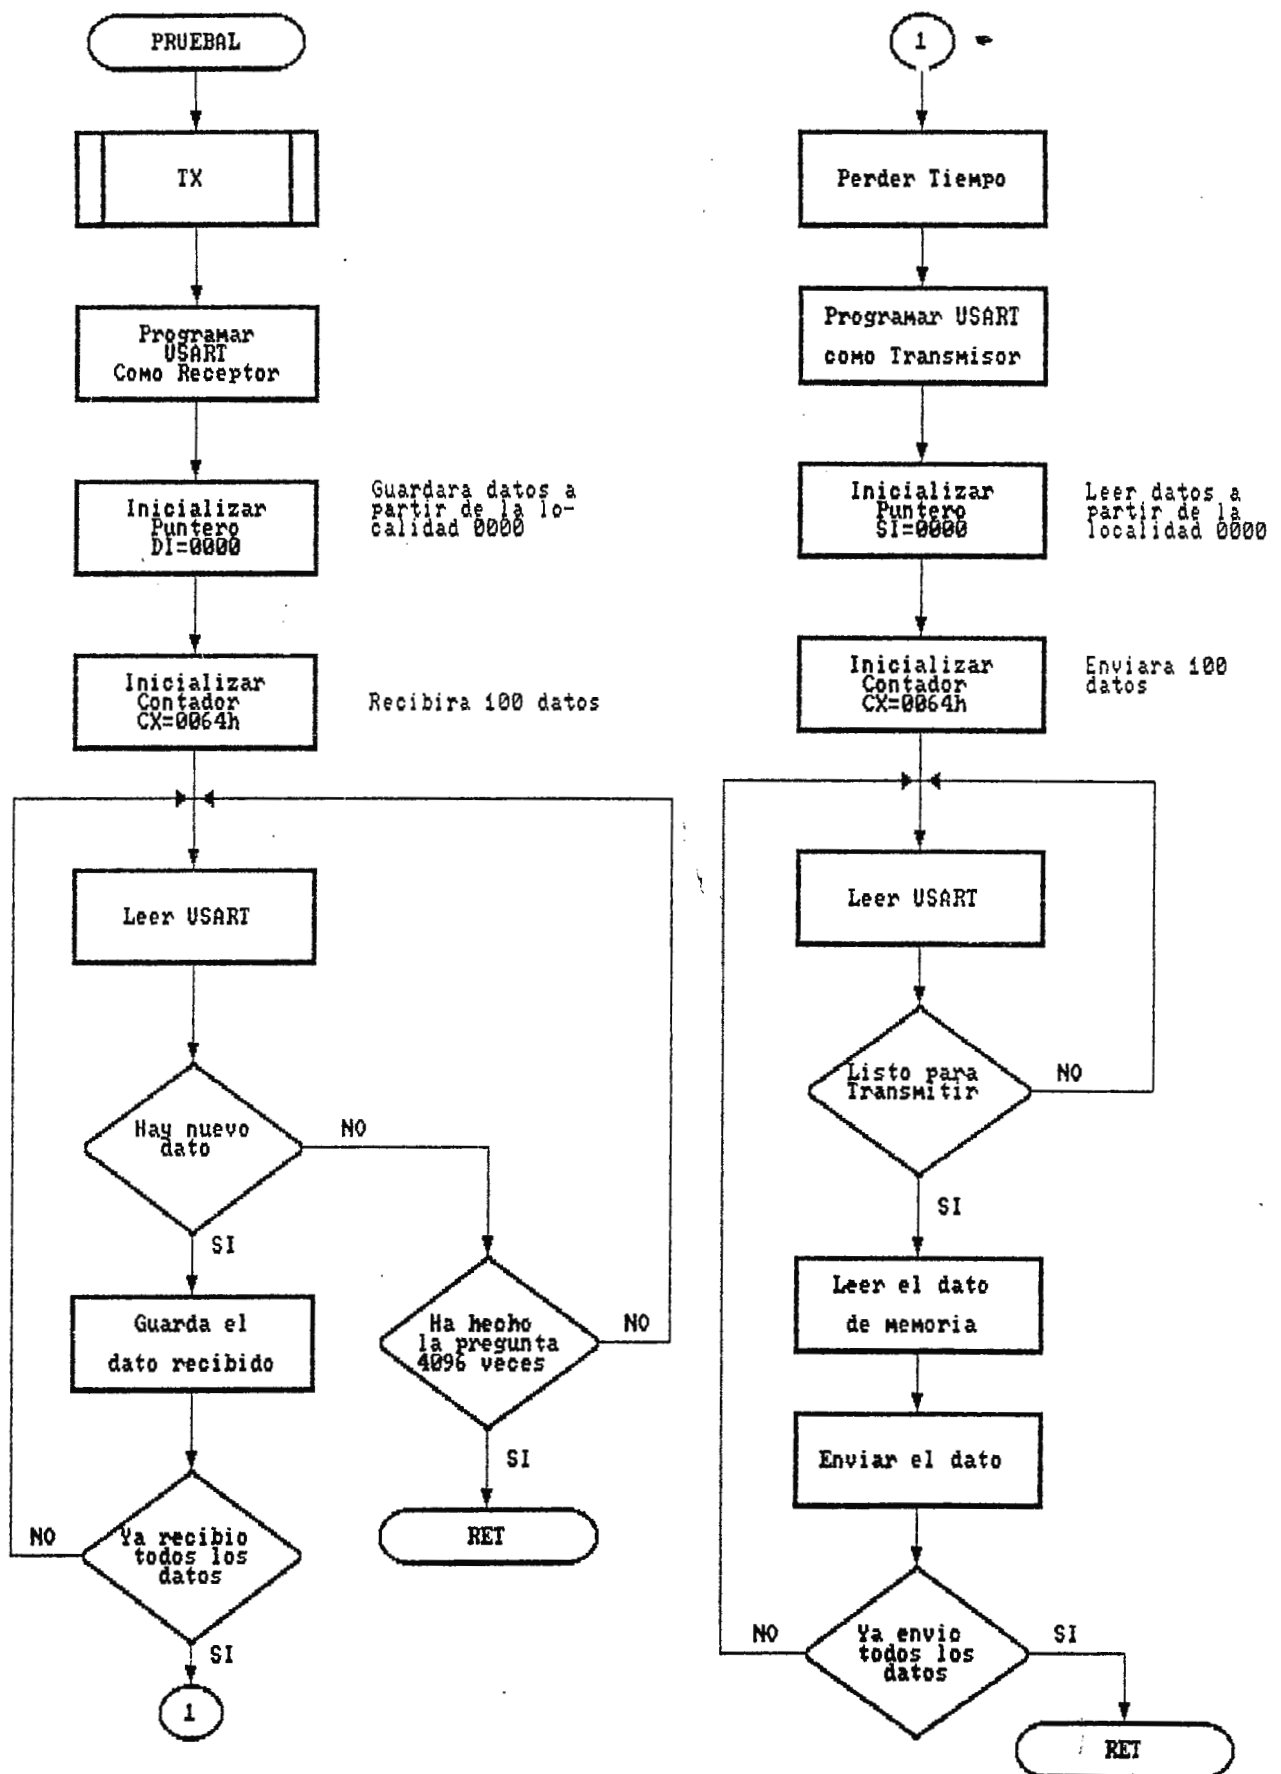 PRUEBAL
TX
Programar
USART
Como Receptor
Inicializar
Puntero
DI=0000
Guardara datos a
partir de la lo-
calidad 0000
Inicializar
Contador
CX=0064h
Recibira 100 datos
Leer USART
Hay nuevo
dato
NO
SI
Guarda el
dato recibido
Ha hecho
la pregunta
4096 veces
NO
SI
RET
Ya recibio
todos los
datos
NO
SI
1
1
Perder Tiempo
Programar USART
como Transmisor
Inicializar
Puntero
SI=0000
Leer datos a
partir de la
localidad 0000
Inicializar
Contador
CX=0064h
Enviara 100
datos
Leer USART
Listo para
Transmitir
NO
SI
Leer el dato
de memoria
Enviar el dato
Ya envio
todos los
datos
NO
SI
RET